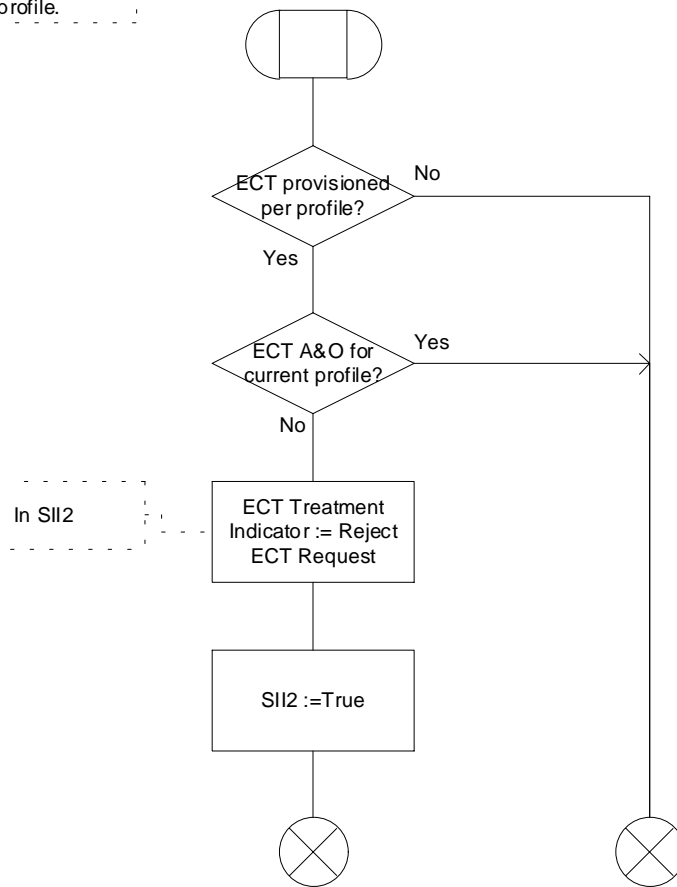 profile.
ECT provisioned
per profile?
No
Yes
ECT A&O for
current profile?
Yes
No
In SII2
ECT Treatment
Indicator := Reject
ECT Request
SII2 :=True